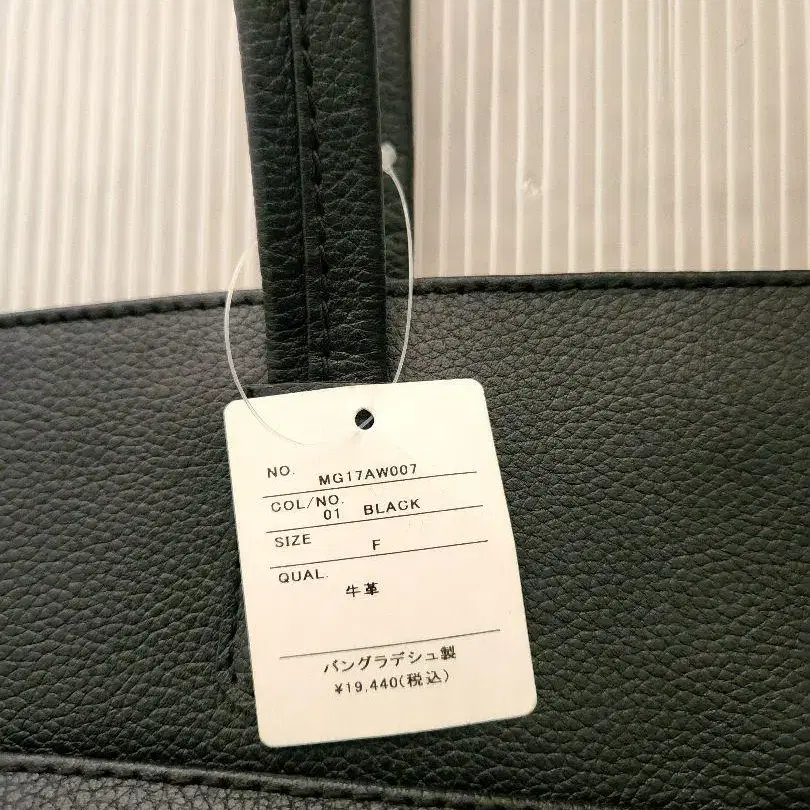 NO. MG17AW007
COL/NO.
01 BLACK
SIZE F
QUAL.
牛革
バングラデシュ製
¥19,440(税込)